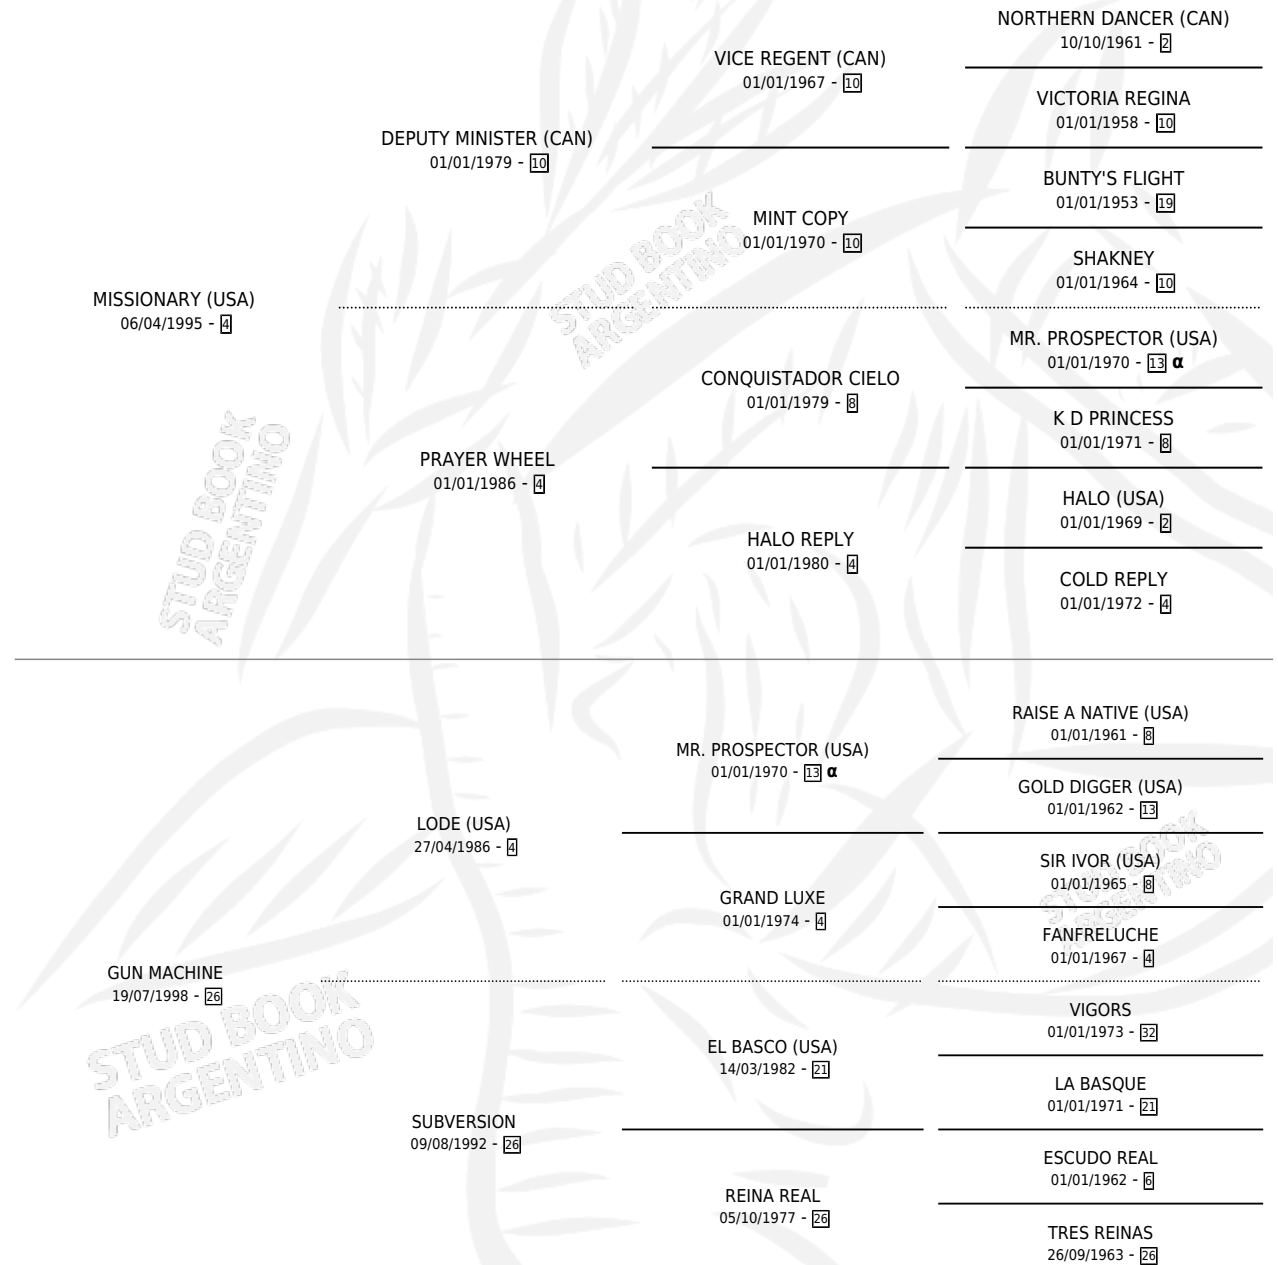 NORTHERN DANCER (CAN)
10/10/1961 - 2
VICE REGENT (CAN)
01/01/1967 - 10
VICTORIA REGINA
01/01/1958 - 10
DEPUTY MINISTER (CAN)
01/01/1979 - 10
BUNTY'S FLIGHT
01/01/1953 - 19
MINT COPY
01/01/1970 - 10
SHAKNEY
01/01/1964 - 10
MISSIONARY (USA)
06/04/1995 - 4
MR. PROSPECTOR (USA)
01/01/1970 - 13 α
CONQUISTADOR CIELO
01/01/1979 - 8
K D PRINCESS
01/01/1971 - 8
PRAYER WHEEL
01/01/1986 - 4
HALO (USA)
01/01/1969 - 2
HALO REPLY
01/01/1980 - 4
COLD REPLY
01/01/1972 - 4
STUD BOOK
ARGENTINO
STUD BOOK
ARGENTINO
RAISE A NATIVE (USA)
01/01/1961 - 8
MR. PROSPECTOR (USA)
01/01/1970 - 13 α
GOLD DIGGER (USA)
01/01/1962 - 13
LODE (USA)
27/04/1986 - 4
SIR IVOR (USA)
01/01/1965 - 8
GRAND LUXE
01/01/1974 - 4
FANFRELUCHE
01/01/1967 - 4
STUD BOOK
ARGENTINO
GUN MACHINE
19/07/1998 - 26
VIGORS
01/01/1973 - 32
EL BASCO (USA)
14/03/1982 - 21
LA BASQUE
01/01/1971 - 21
STUD BOOK
ARGENTINO
SUBVERSION
09/08/1992 - 26
ESCUDO REAL
01/01/1962 - 6
REINA REAL
05/10/1977 - 26
TRES REINAS
26/09/1963 - 26